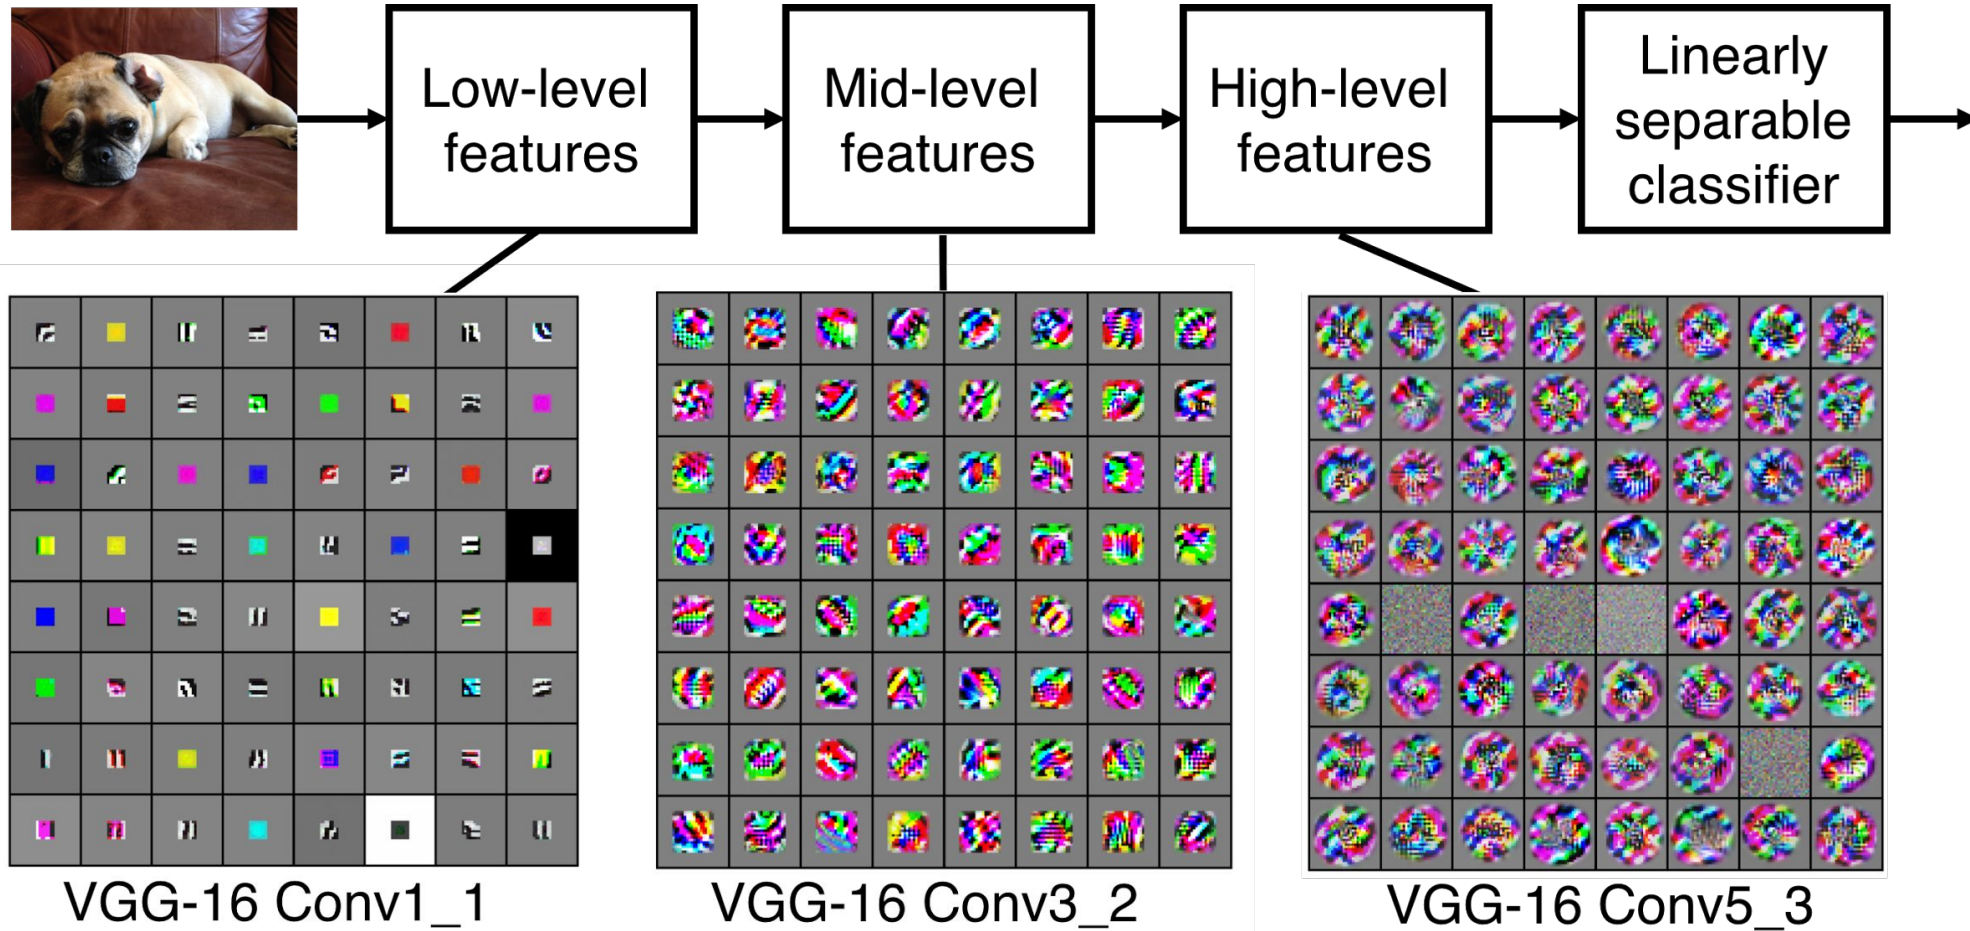 Low-level
features
Mid-level
features
High-level
features
Linearly
separable
classifier
VGG-16 Conv1_1
VGG-16 Conv3_2
VGG-16 Conv5_3